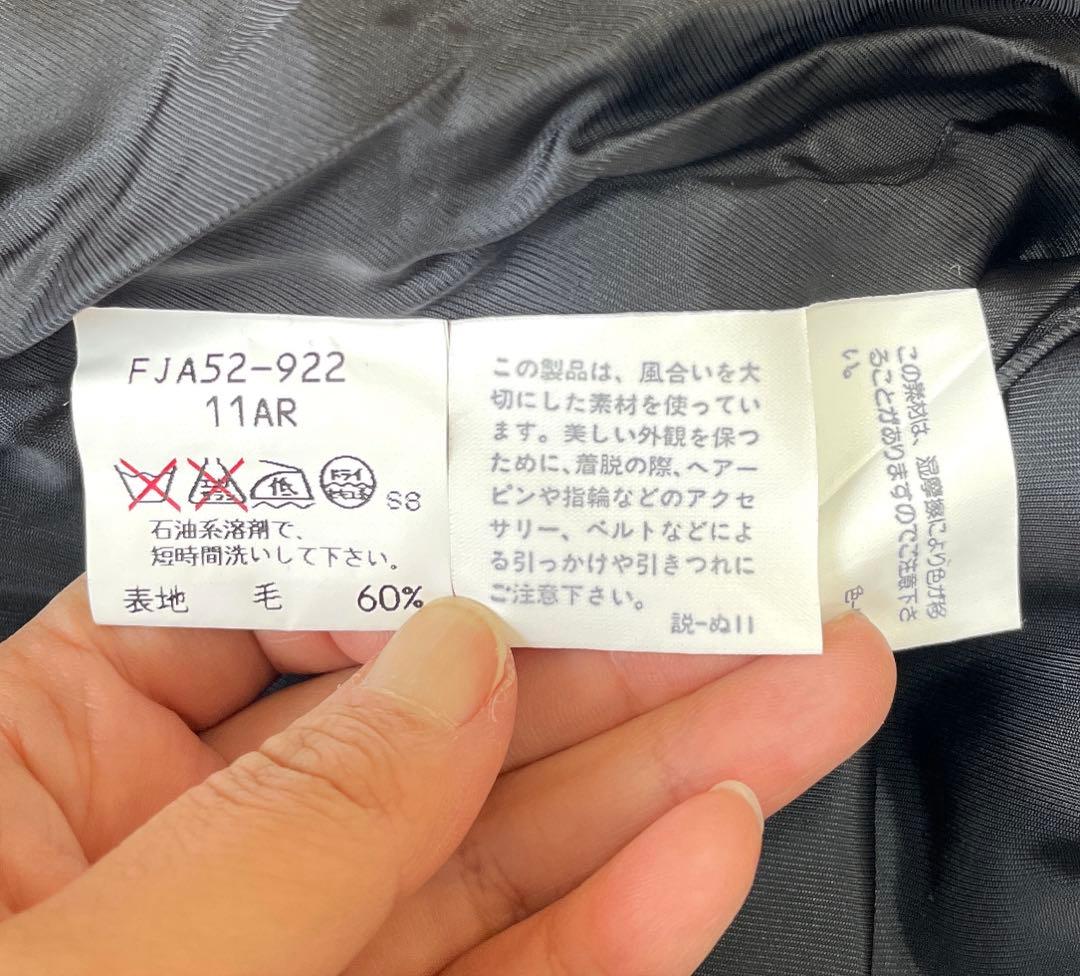 FJA52-922
11AR
低
ドライ
セキユ系
SS
石油系溶剤で、
短時間洗いして下さい。
表地 毛 60%
この製品は、風合いを大
切にした素材を使ってい
ます。美しい外観を保つ
ために、着脱の際、ヘアー
ピンや指輪などのアクセ
サリー、ベルトなどによ
る引っかけや引きつれに
ご注意下さい。
説-ぬ11
この素材は、摩擦により色が移
ることがありますのでご注意下さ
い。
色-